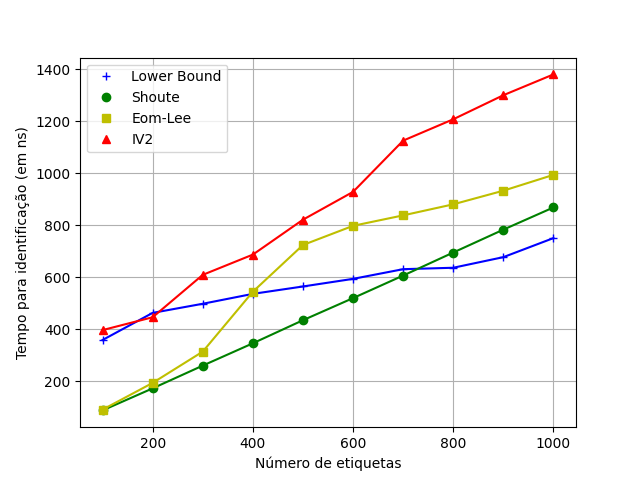 Lower Bound
Shoute
Eom-Lee
IV2
1400
1200
1000
800
600
400
200
Tempo para identificação (em ns)
200 400 600 800 1000
Número de etiquetas